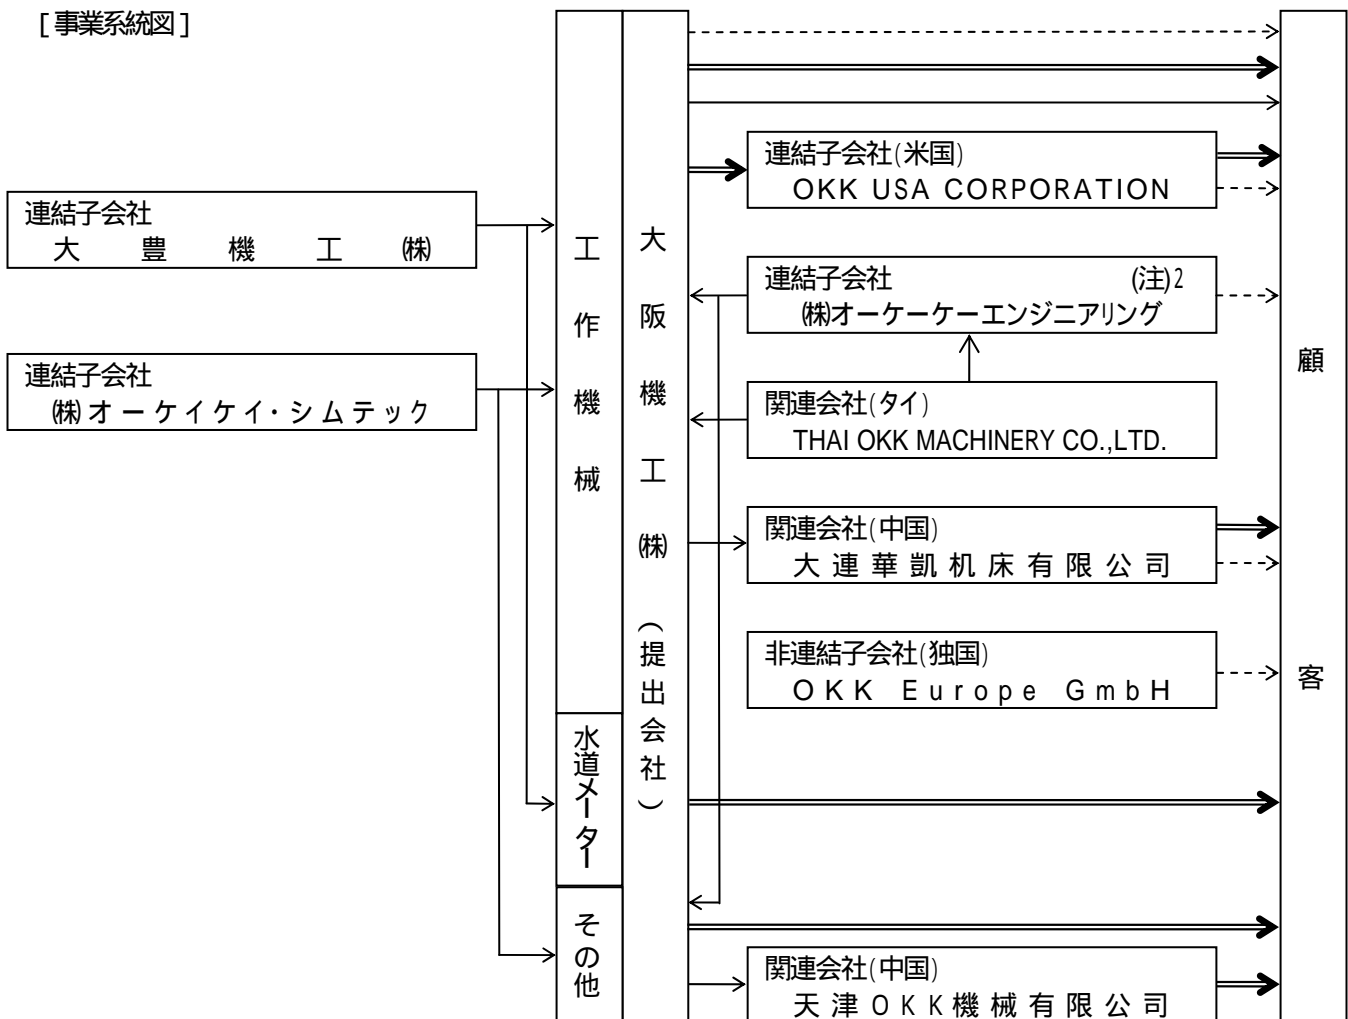 [事業系統図]
連結子会社
大豊機工㈱
連結子会社
㈱オーケイケイ・シムテック
工作機械
水道メーター
その他
大阪機工㈱(提出会社)
連結子会社(米国)
OKK USA CORPORATION
連結子会社 (注)2
㈱オーケーケーエンジニアリング
関連会社(タイ)
THAI OKK MACHINERY CO.,LTD.
関連会社(中国)
大連華凱机床有限公司
非連結子会社(独国)
OKK Europe GmbH
関連会社(中国)
天津OKK機械有限公司
顧客